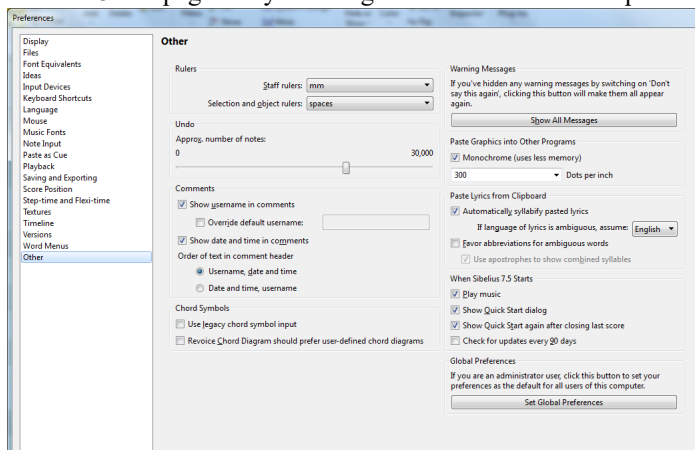 Preferences
Display
Files
Font Equivalents
Ideas
Input Devices
Keyboard Shortcuts
Language
Mouse
Music Fonts
Note Input
Paste as Cue
Playback
Saving and Exporting
Score Position
Step-time and Flexi-time
Textures
Timeline
Versions
Word Menus
Other
Other
Rulers
Staff rulers: mm
Selection and object rulers: spaces
Undo
Approx. number of notes:
0 30,000
Comments
Show username in comments
Override default username:
Show date and time in comments
Order of text in comment header
Username, date and time
Date and time, username
Chord Symbols
Use legacy chord symbol input
Revoice Chord Diagram should prefer user-defined chord diagrams
Warning Messages
If you've hidden any warning messages by switching on 'Don't
say this again', clicking this button will make them all appear
again.
Show All Messages
Paste Graphics into Other Programs
Monochrome (uses less memory)
300 Dots per inch
Paste Lyrics from Clipboard
Automatically syllabify pasted lyrics
If language of lyrics is ambiguous, assume: English
Favor abbreviations for ambiguous words
Use apostrophes to show combined syllables
When Sibelius 7.5 Starts
Play music
Show Quick Start dialog
Show Quick Start again after closing last score
Check for updates every 90 days
Global Preferences
If you are an administrator user, click this button to set your
preferences as the default for all users of this computer.
Set Global Preferences